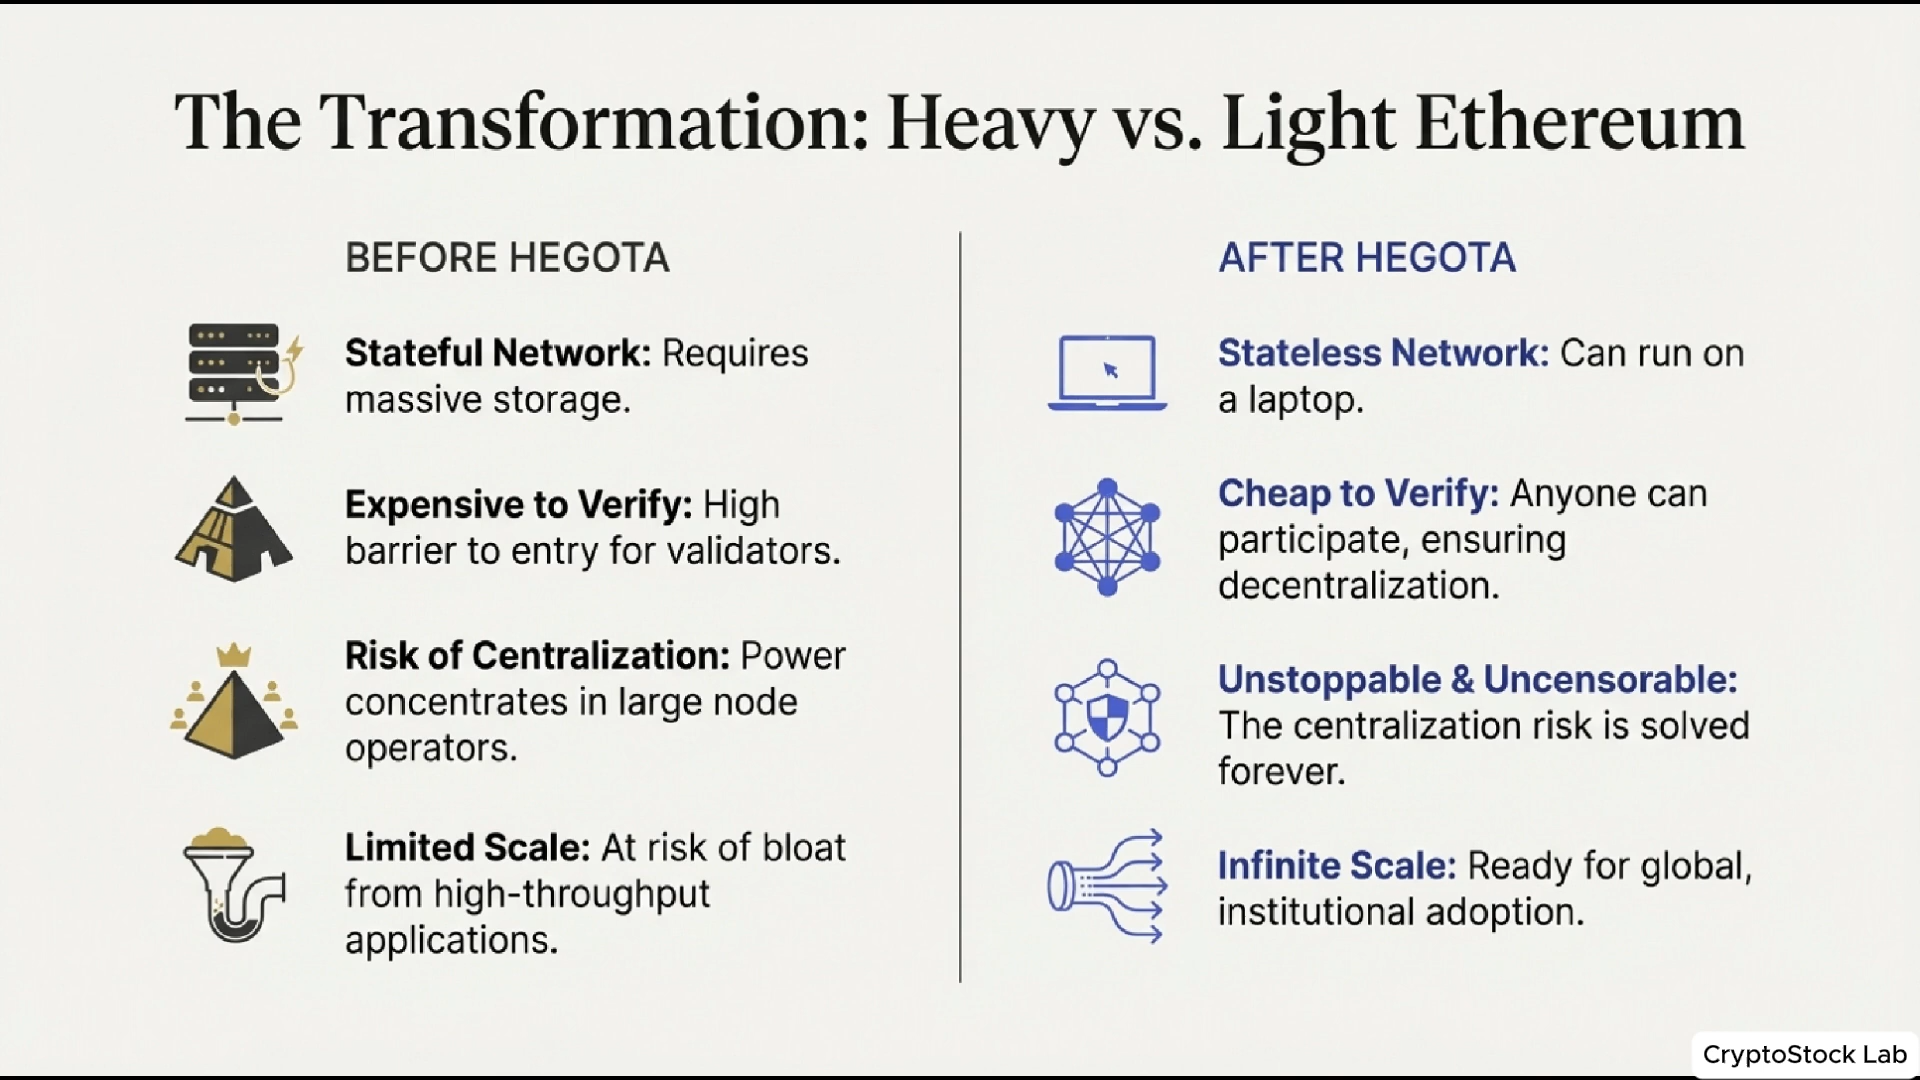 The Transformation: Heavy vs. Light Ethereum
BEFORE HEGOTA
Stateful Network: Requires
massive storage.
Expensive to Verify: High
barrier to entry for validators.
Risk of Centralization: Power
concentrates in large node
operators.
Limited Scale: At risk of bloat
from high-throughput
applications.
AFTER HEGOTA
Stateless Network: Can run on
a laptop.
Cheap to Verify: Anyone can
participate, ensuring
decentralization.
Unstoppable & Uncensorable:
The centralization risk is solved
forever.
Infinite Scale: Ready for global,
institutional adoption.
CryptoStock Lab